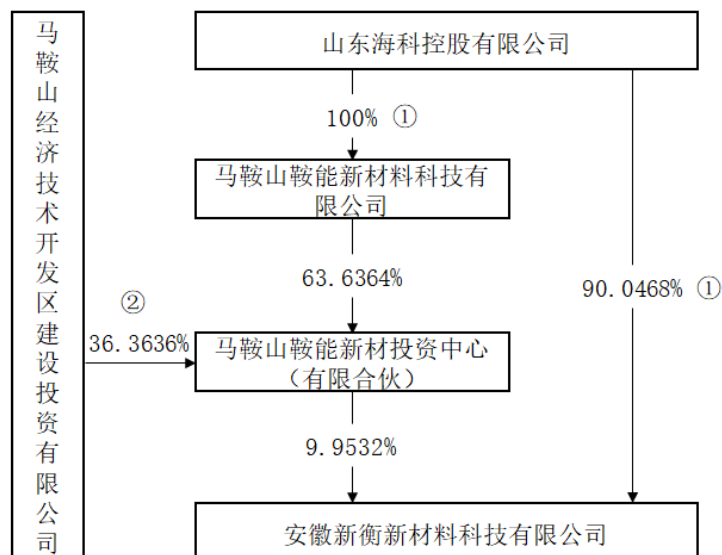 马鞍山经济技术开发区建设投资有限公司
山东海科控股有限公司
100% ①
马鞍山鞍能新材料科技有
限公司
63.6364%
90.0468% ①
②
36.3636%
马鞍山鞍能新材投资中心
（有限合伙）
9.9532%
安徽新衡新材料科技有限公司